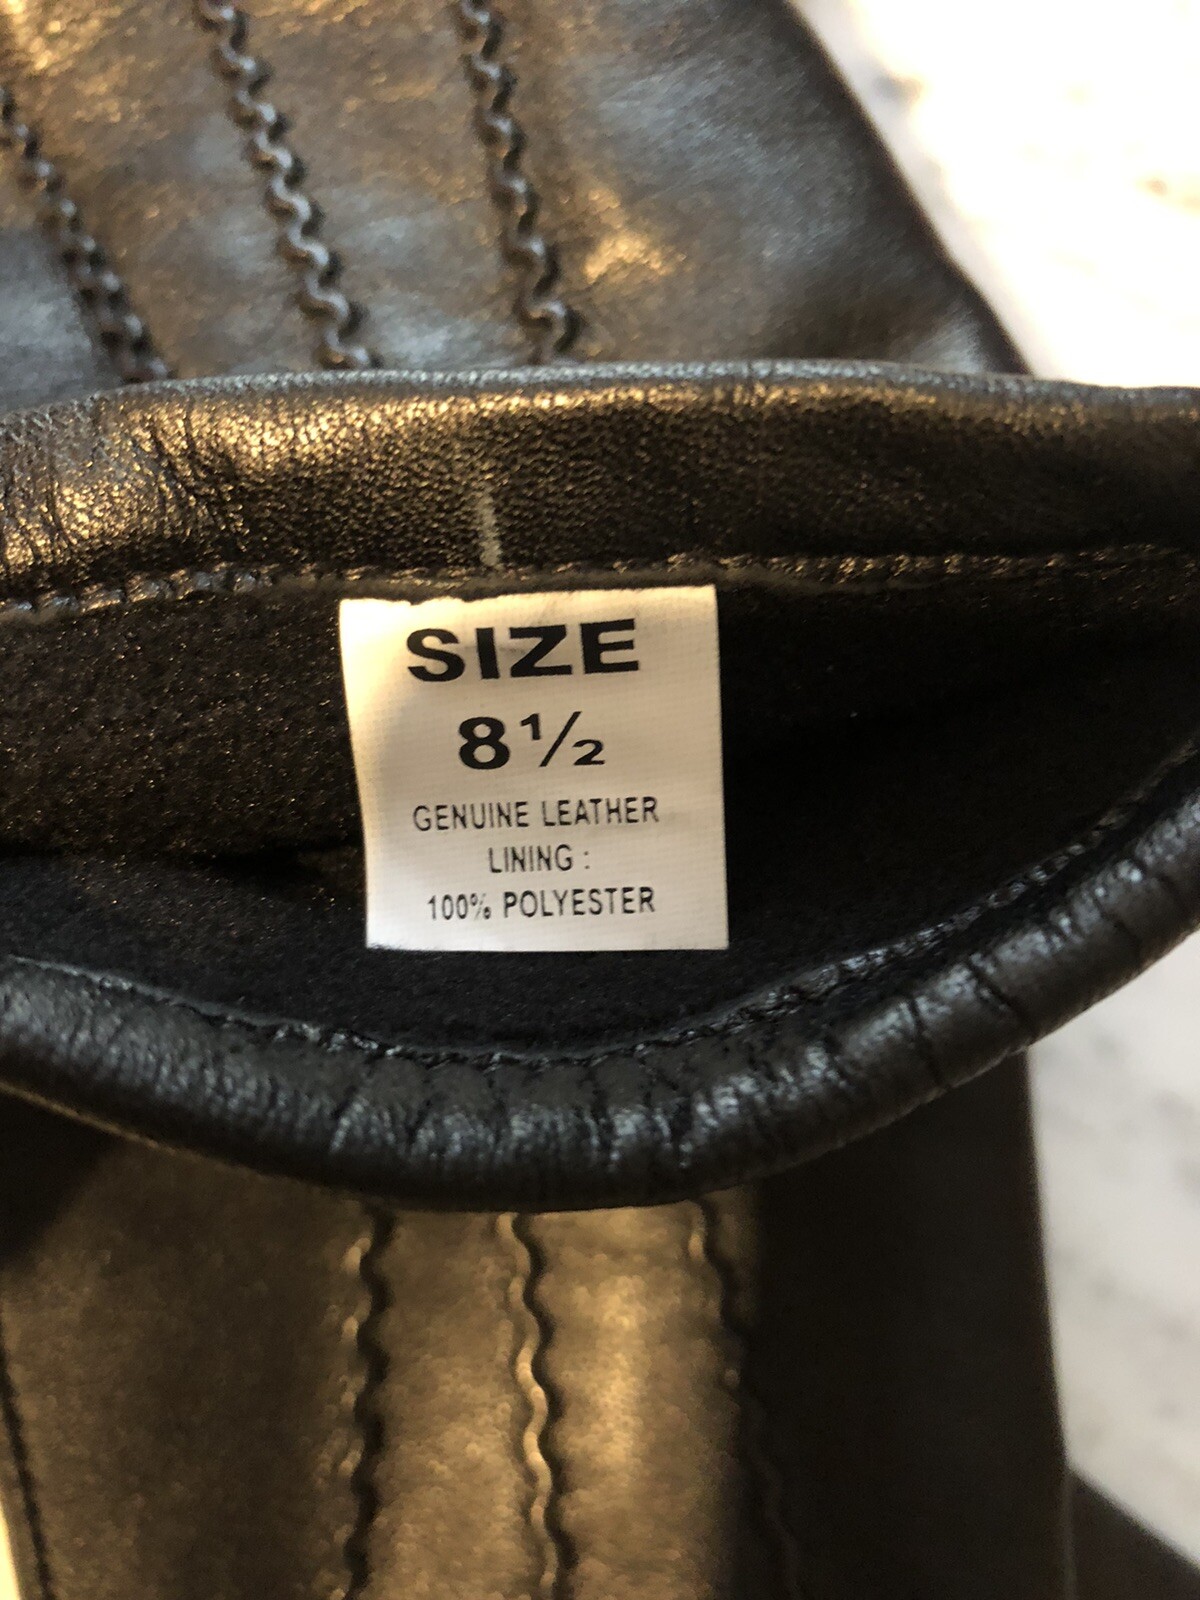 SIZE
8½
GENUINE LEATHER
LINING :
100% POLYESTER